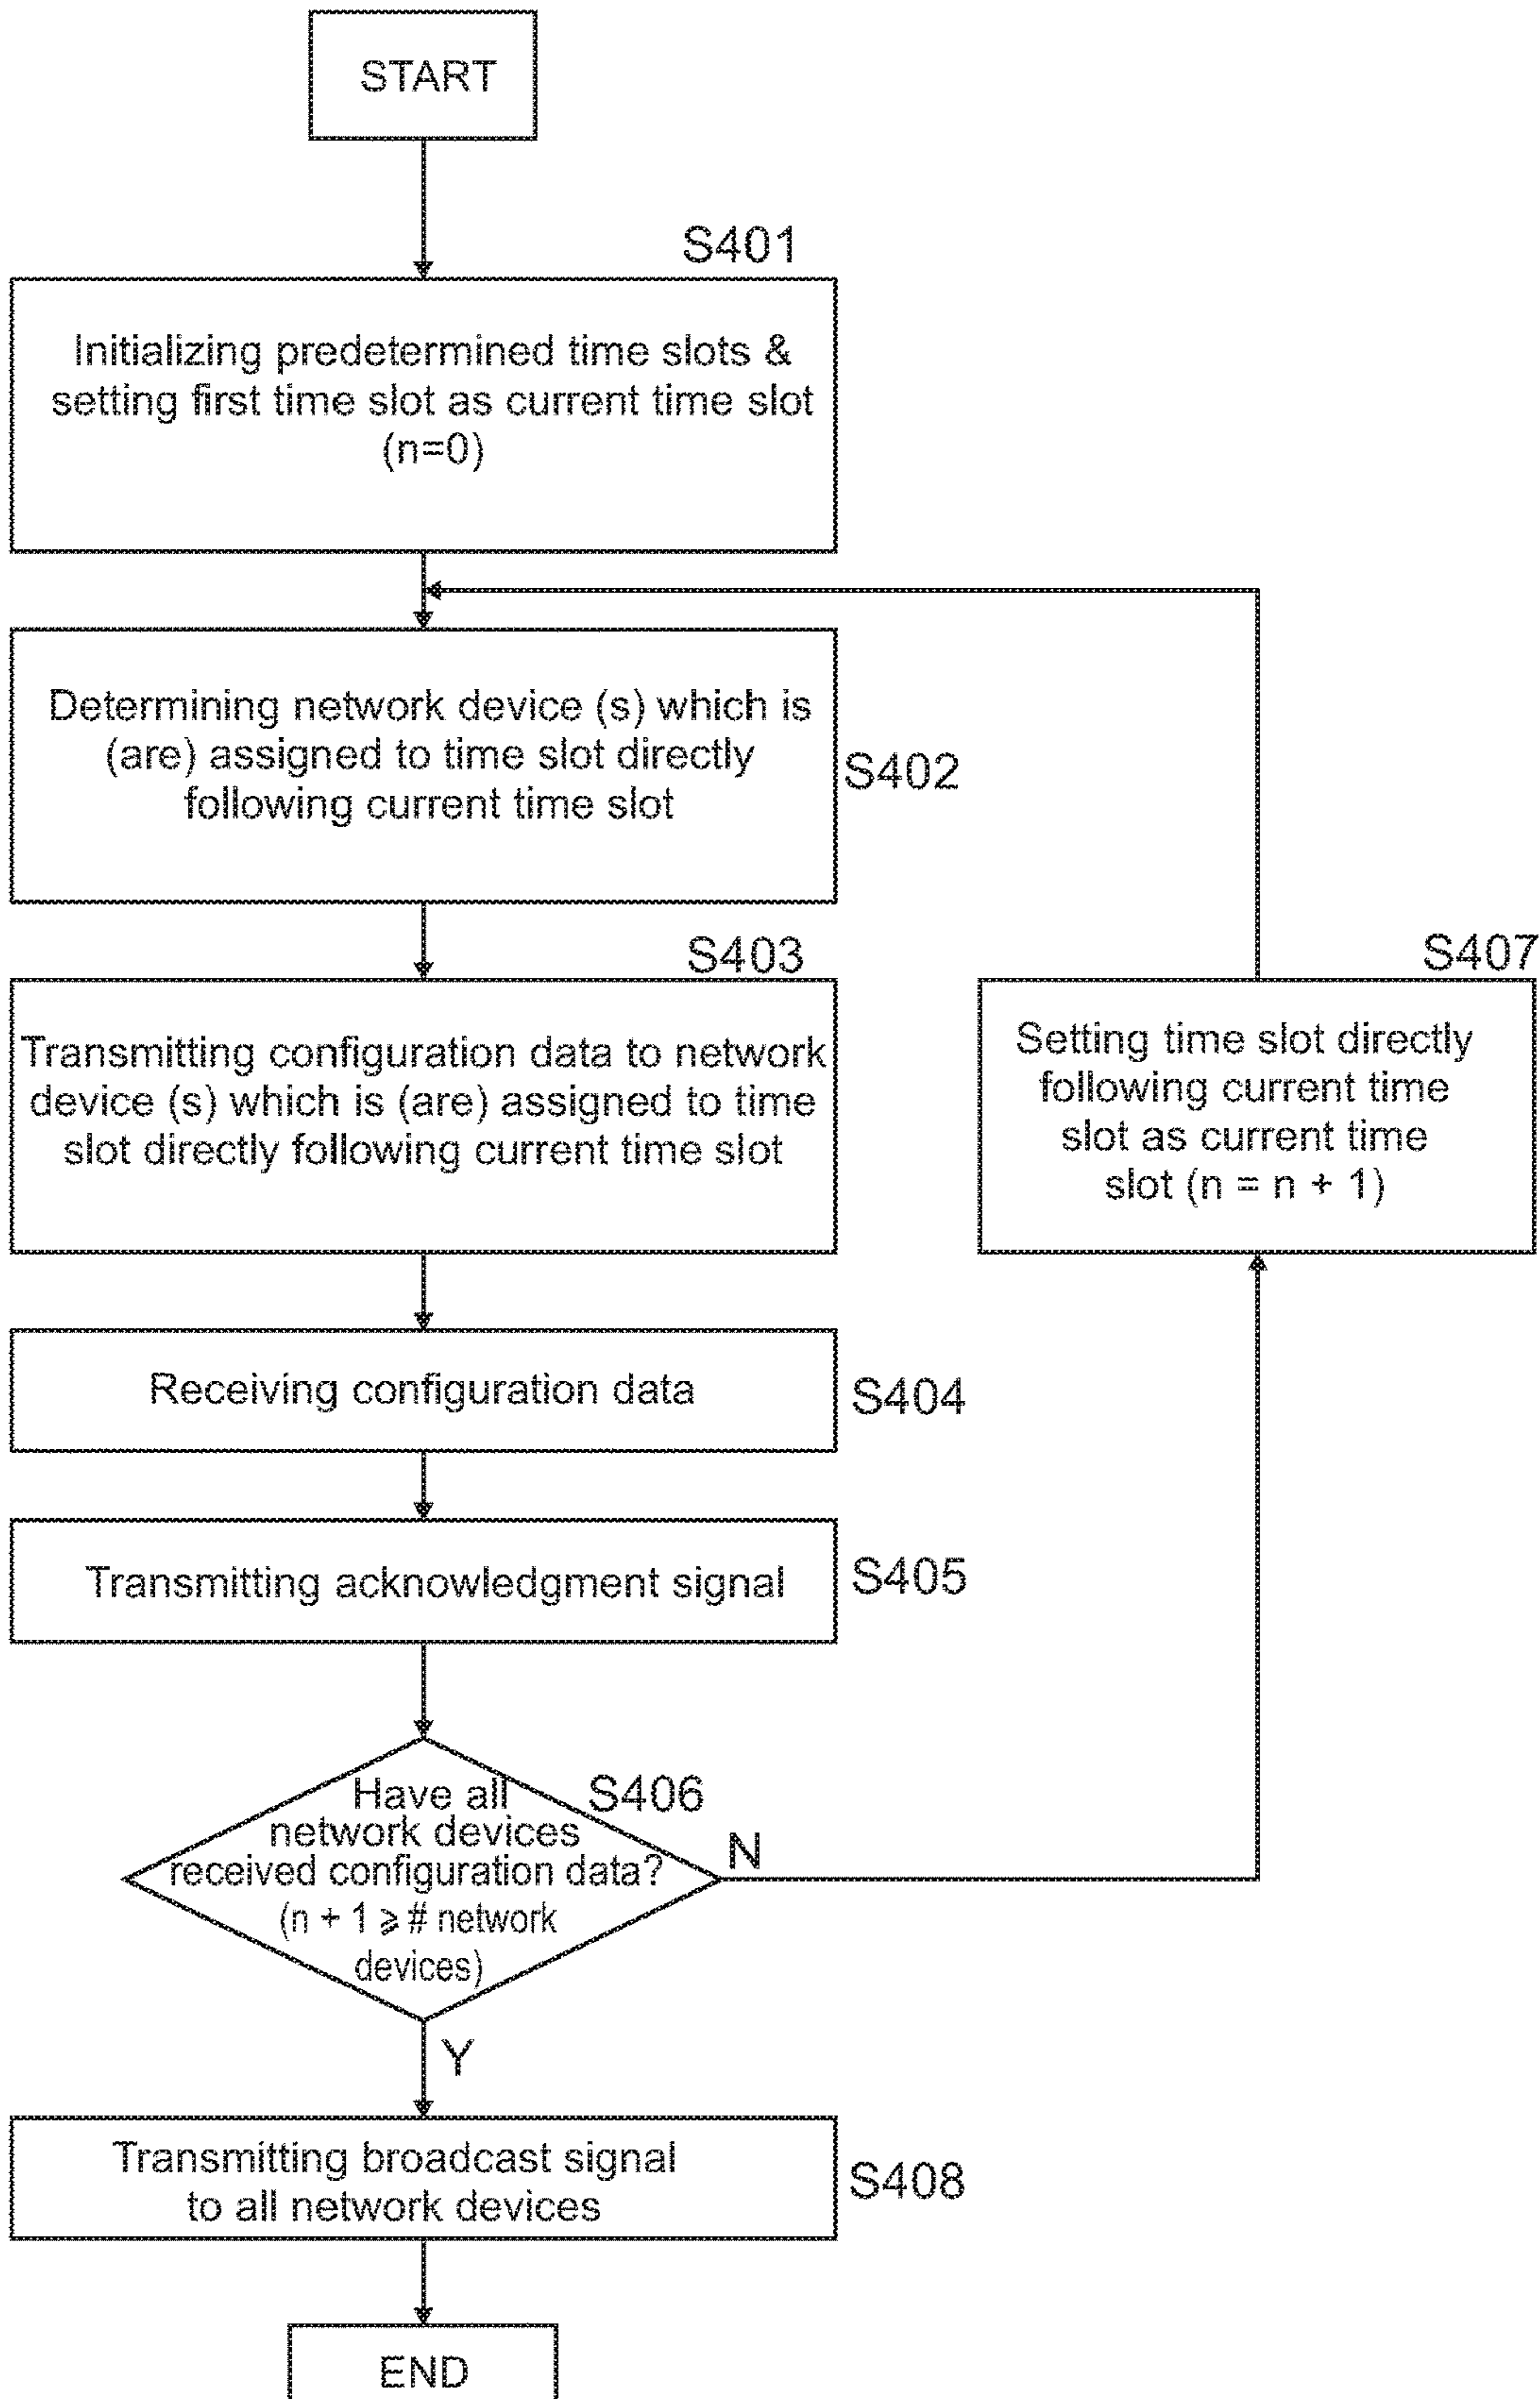 START
S401
Initializing predetermined time slots &
setting first time slot as current time slot
(n=0)
Determining network device (s) which is
(are) assigned to time slot directly
following current time slot
S402
S403
Transmitting configuration data to network
device (s) which is (are) assigned to time
slot directly following current time slot
S407
Setting time slot directly
following current time
slot as current time
slot (n = n + 1)
Receiving configuration data
S404
Transmitting acknowledgment signal
S405
S406
Have all
network devices
received configuration data?
(n + 1 ⩾ # network
devices)
N
Y
Transmitting broadcast signal
to all network devices
S408
END